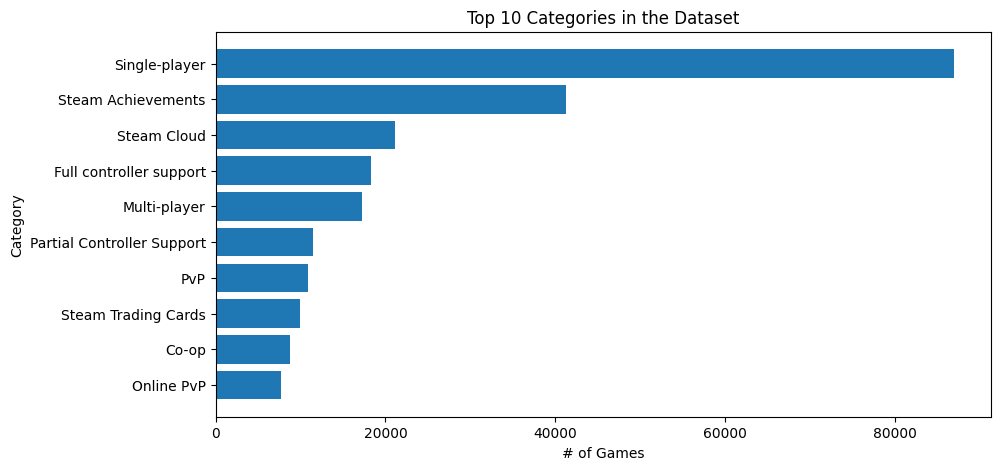 Top 10 Categories in the Dataset
Category
Single-player
Steam Achievements
Steam Cloud
Full controller support
Multi-player
Partial Controller Support
PvP
Steam Trading Cards
Co-op
Online PvP
0 20000 40000 60000 80000
# of Games